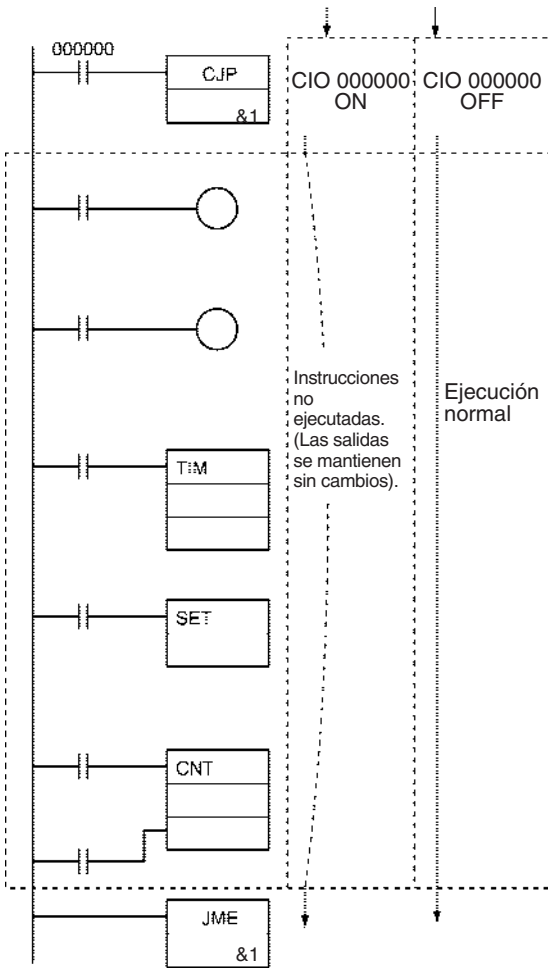 000000
CJP
&1
CIO 000000
ON
CIO 000000
OFF
Instrucciones
no
ejecutadas.
(Las salidas
se mantienen
sin cambios).
Ejecución
normal
TIM
SET
CNT
JME
&1